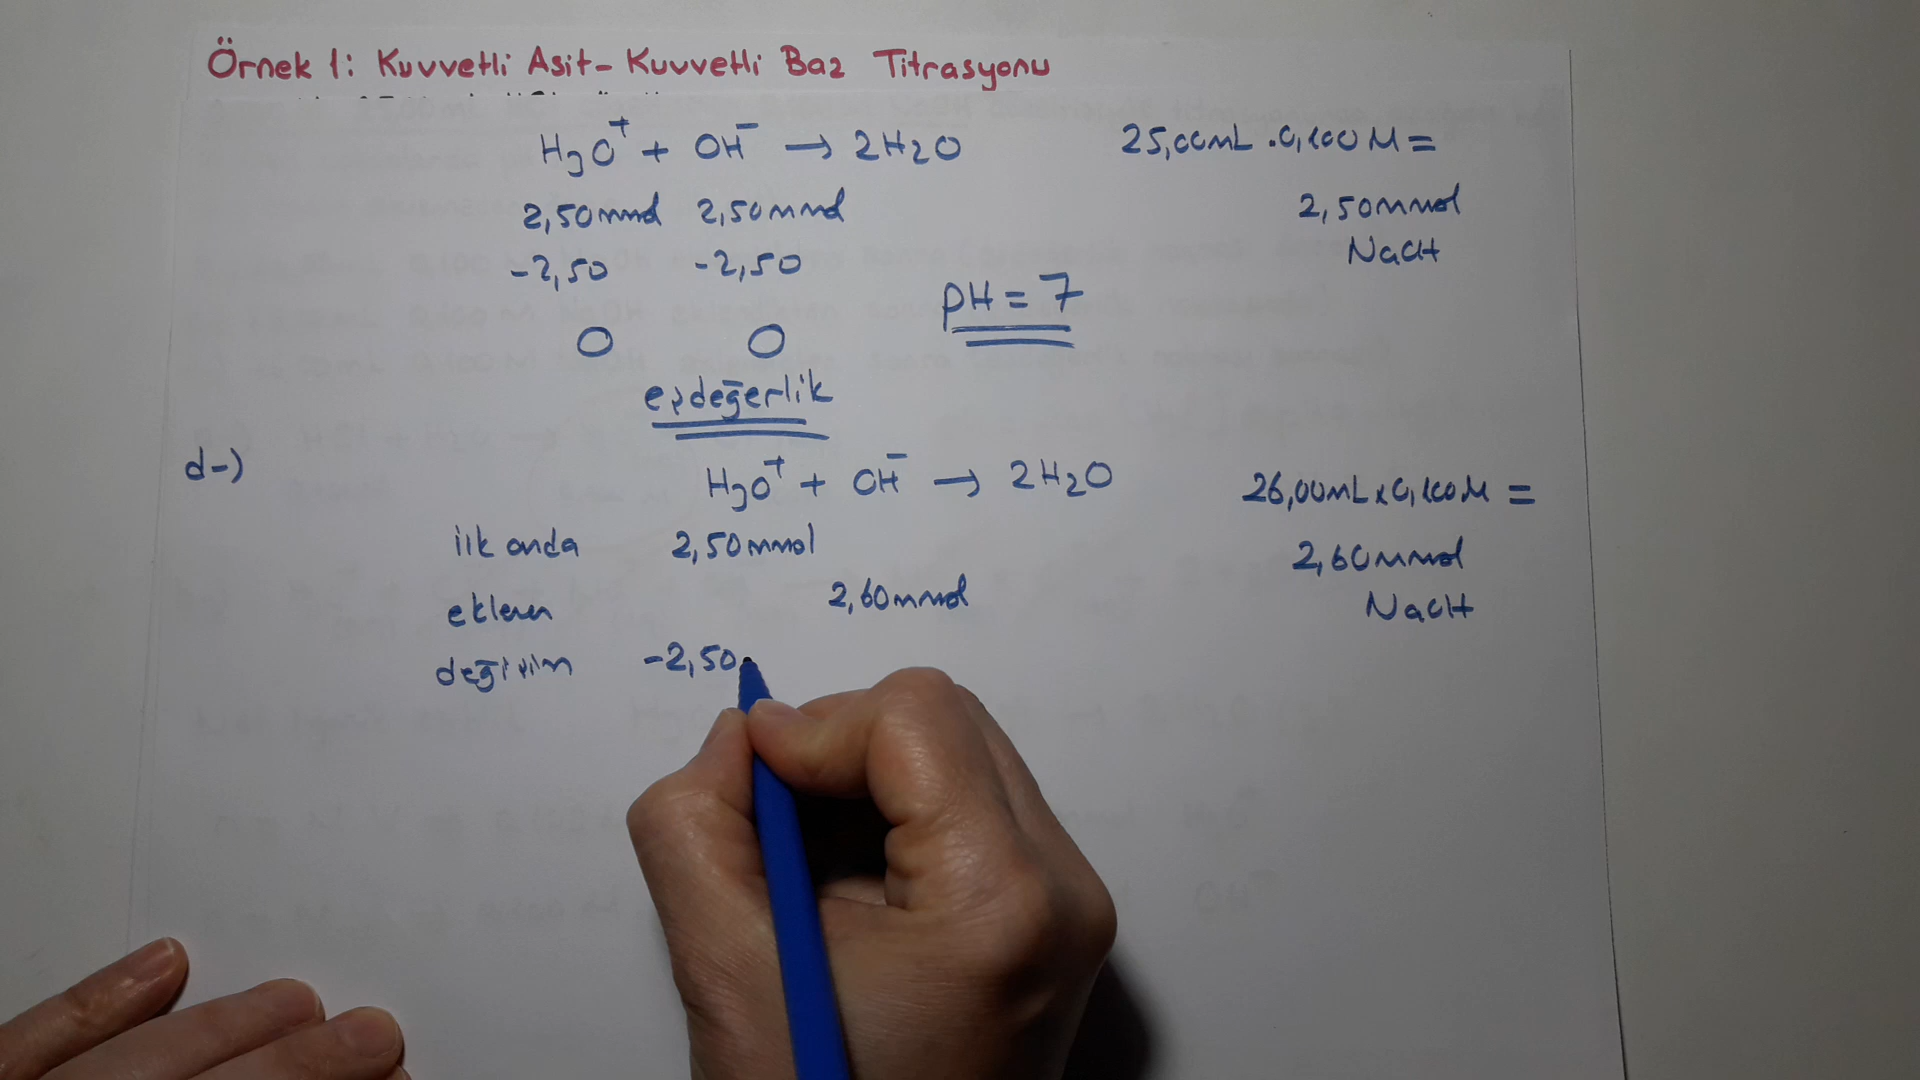 Örnek 1: Kuvvetli Asit-Kuvvetli Baz Titrasyonu
H3O+ + OH- → 2H2O
25,00mL . 0,100 M =
2,50mmol 2,50mmol
2,50mmol
-2,50 -2,50
NaOH
pH = 7
0 0
eşdeğerlik
d-)
H3O+ + OH- → 2H2O
26,00mL x 0,100M =
ilk anda 2,50mmol
2,60mmol
eklenen 2,60mmol
NaOH
değişim -2,50